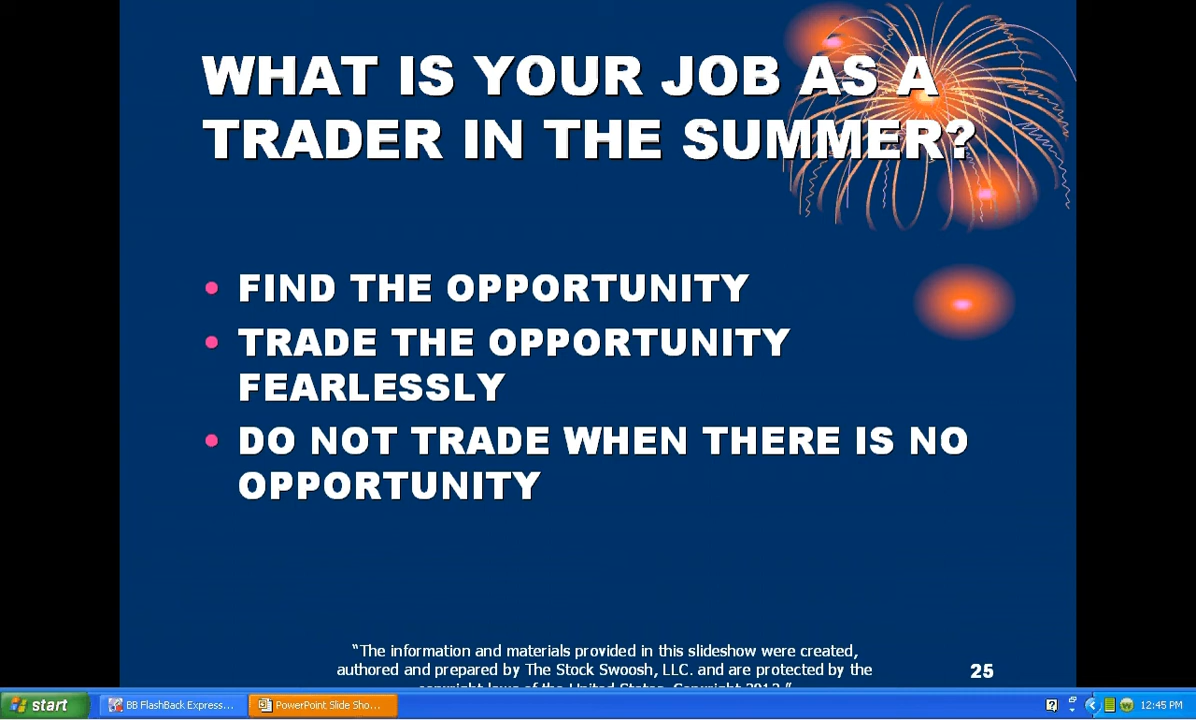 WHAT IS YOUR JOB AS A
TRADER IN THE SUMMER?
• FIND THE OPPORTUNITY
• TRADE THE OPPORTUNITY
FEARLESSLY
• DO NOT TRADE WHEN THERE IS NO
OPPORTUNITY
“The information and materials provided in this slideshow were created,
authored and prepared by The Stock Swoosh, LLC. and are protected by the
copyright laws of the United States. Copyright
25
start
BB FlashBack Express...
PowerPoint Slide Sho...
12:45 PM